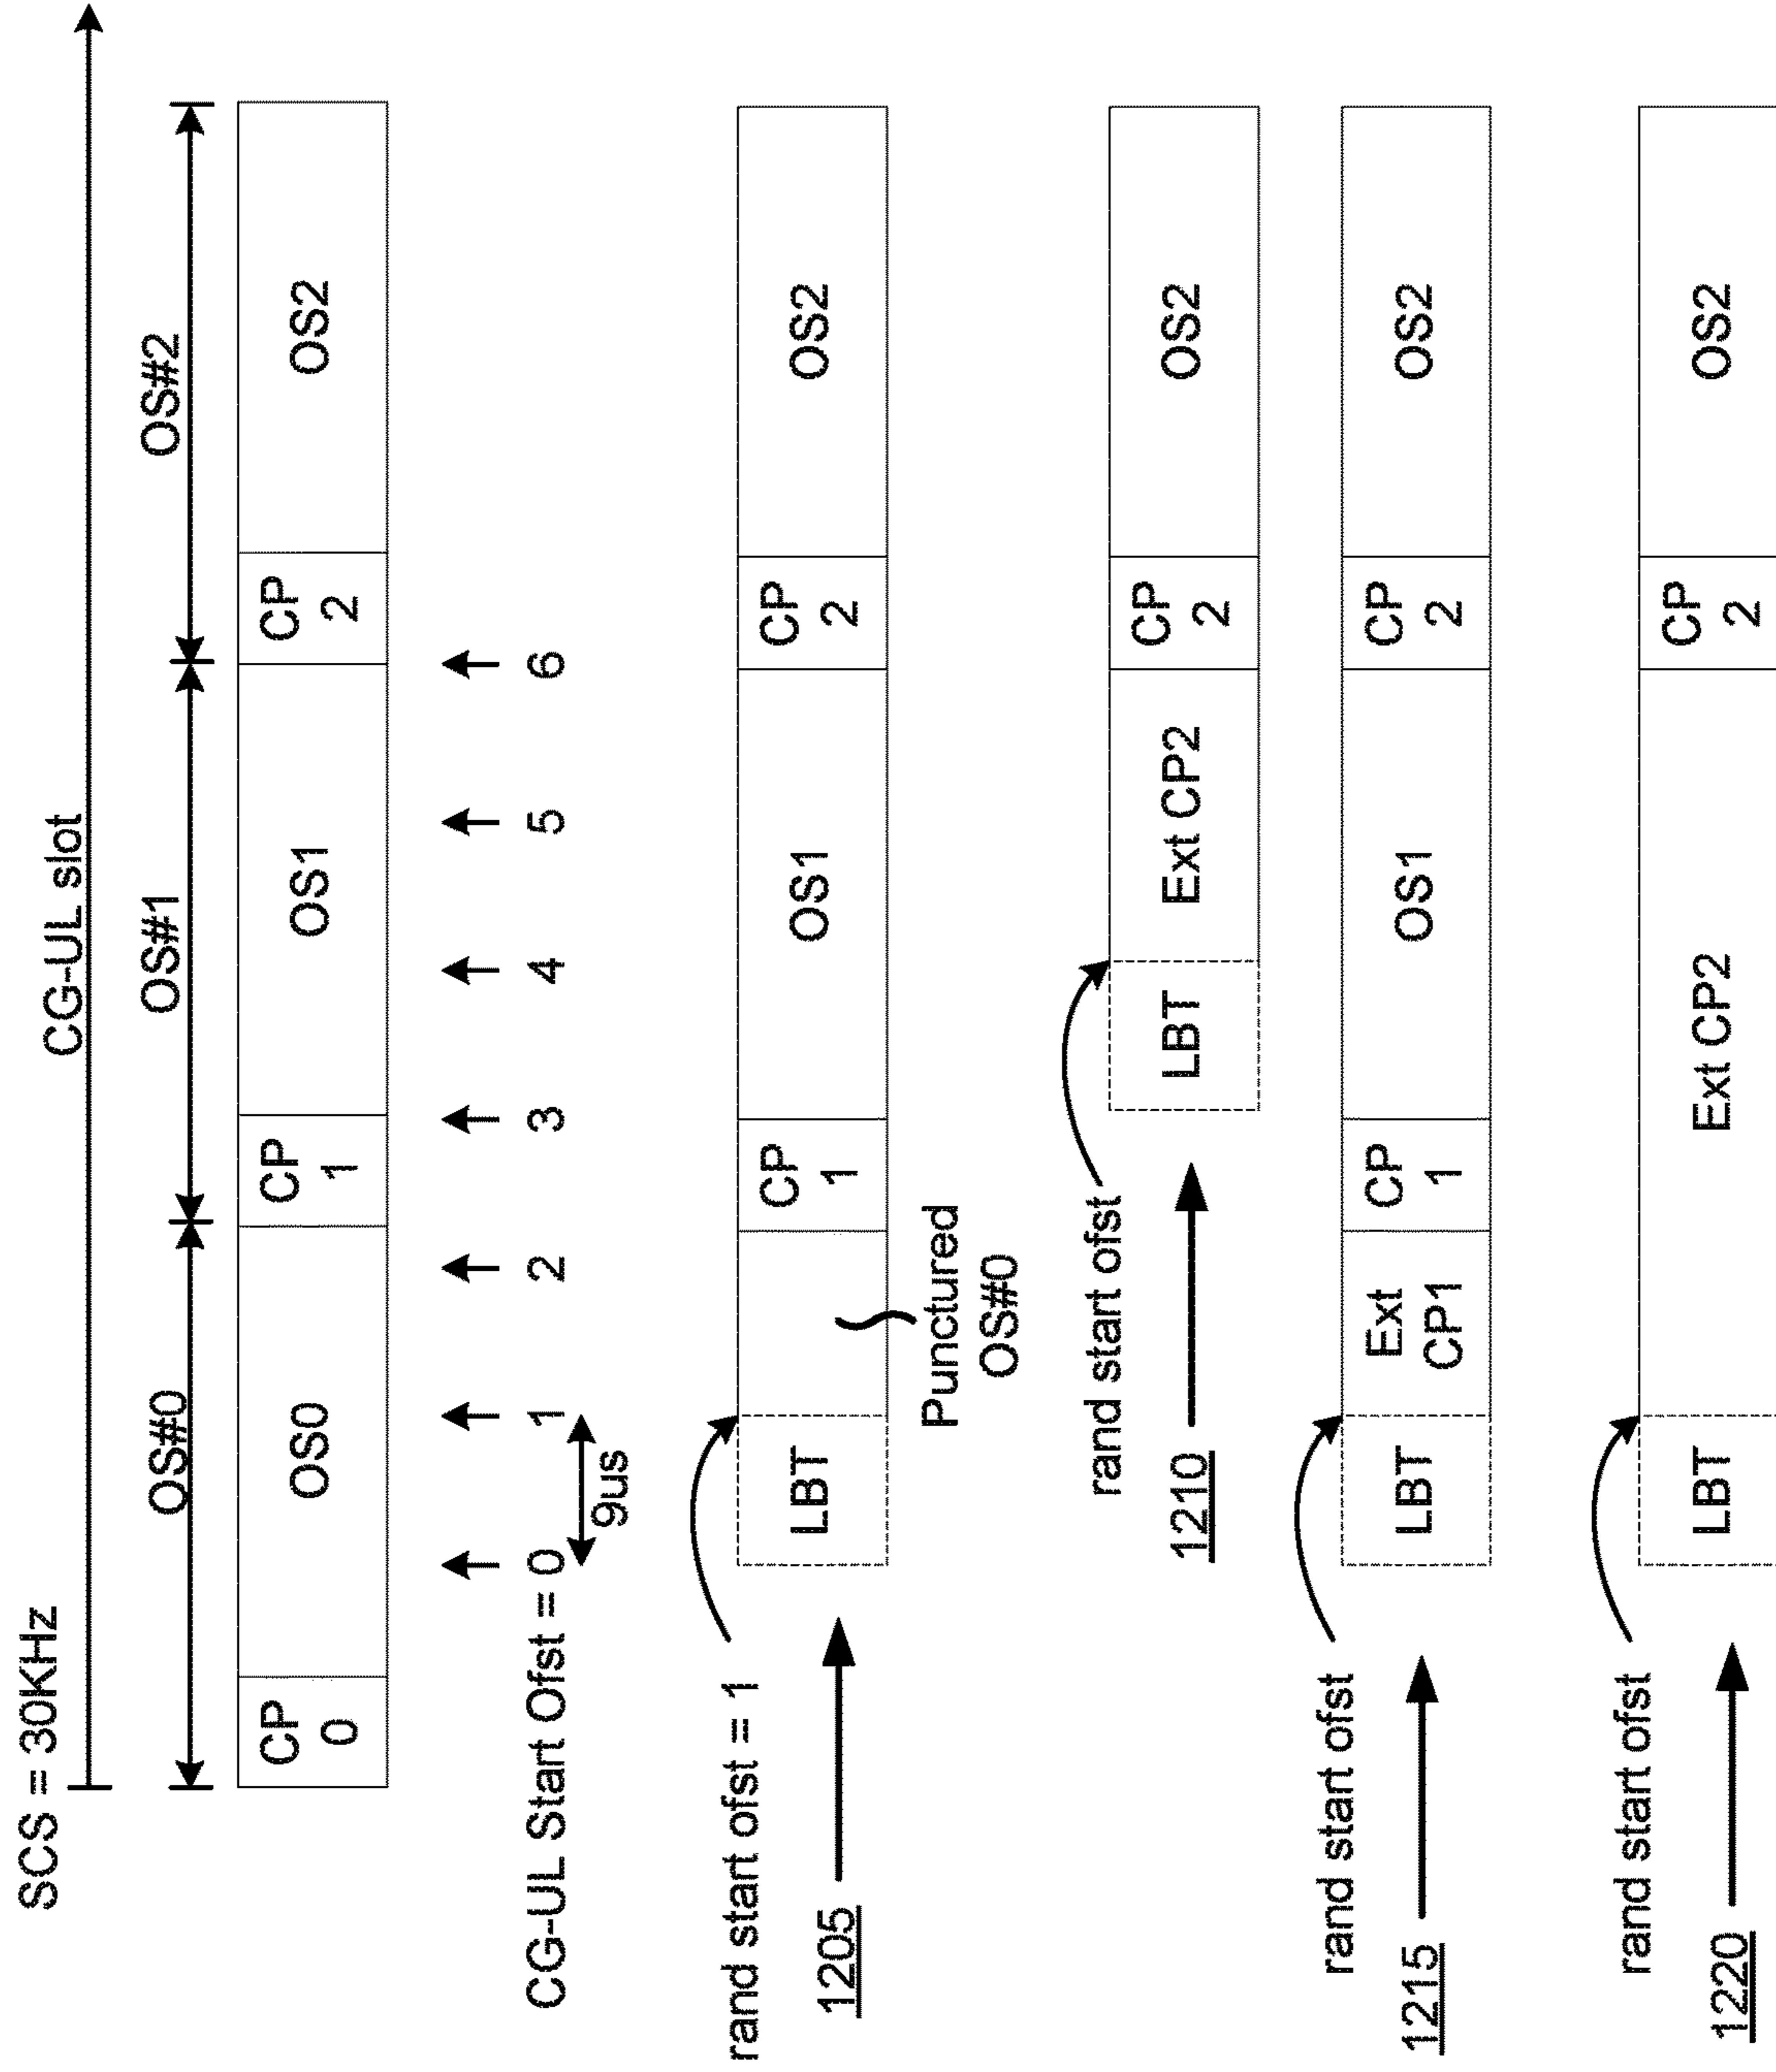 SCS = 30KHz
CG-UL slot
OS#0
OS#1
OS#2
CP
0
OS0
CP
1
OS1
CP
2
OS2
CG-UL Start Ofst = 0
1
2
3
4
5
6
9us
rand start ofst = 1
1205
LBT
Punctured
OS#0
CP
1
OS1
CP
2
OS2
rand start ofst
1210
LBT
Ext CP2
CP
2
OS2
rand start ofst
1215
LBT
Ext
CP1
CP
1
OS1
CP
2
OS2
rand start ofst
1220
LBT
Ext CP2
CP
2
OS2